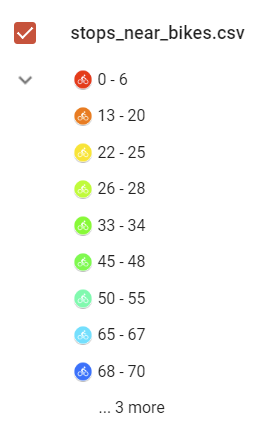 stops_near_bikes.csv
0 - 6
13 - 20
22 - 25
26 - 28
33 - 34
45 - 48
50 - 55
65 - 67
68 - 70
... 3 more